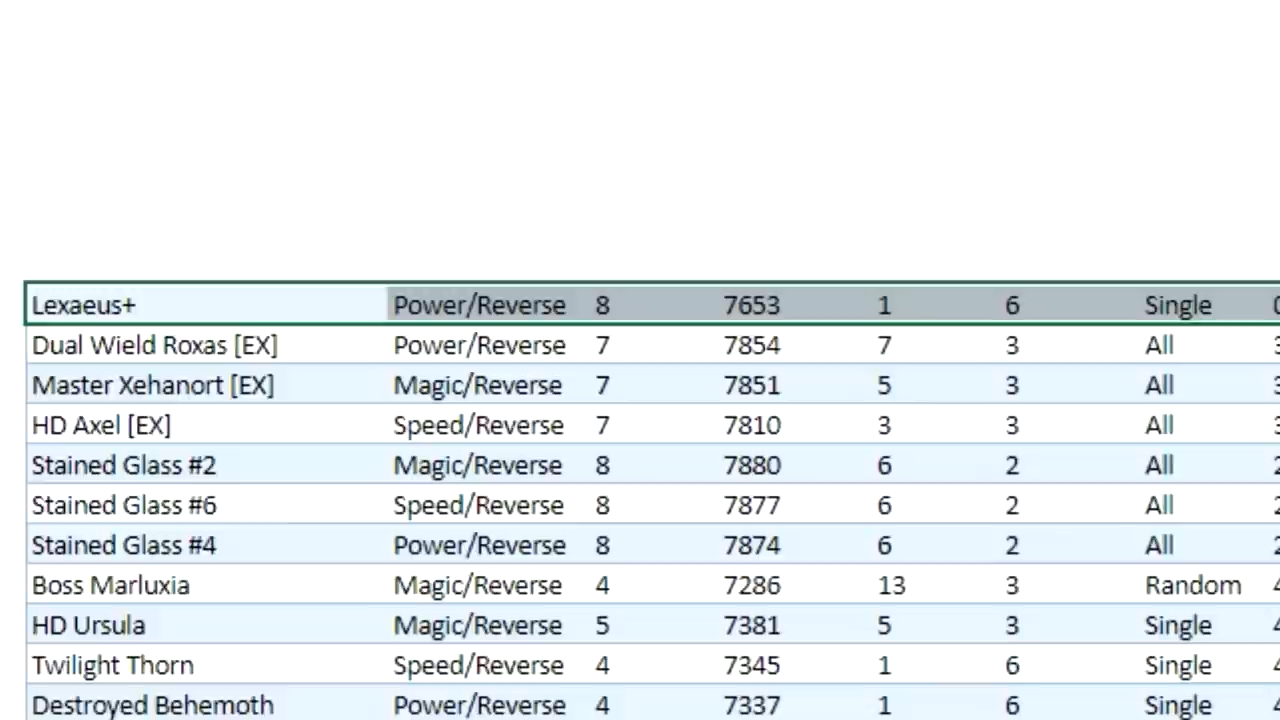 Lexaeus+ Power/Reverse 8 7653 1 6 Single
Dual Wield Roxas [EX] Power/Reverse 7 7854 7 3 All
Master Xehanort [EX] Magic/Reverse 7 7851 5 3 All
HD Axel [EX] Speed/Reverse 7 7810 3 3 All
Stained Glass #2 Magic/Reverse 8 7880 6 2 All
Stained Glass #6 Speed/Reverse 8 7877 6 2 All
Stained Glass #4 Power/Reverse 8 7874 6 2 All
Boss Marluxia Magic/Reverse 4 7286 13 3 Random
HD Ursula Magic/Reverse 5 7381 5 3 Single
Twilight Thorn Speed/Reverse 4 7345 1 6 Single
Destroyed Behemoth Power/Reverse 4 7337 1 6 Single